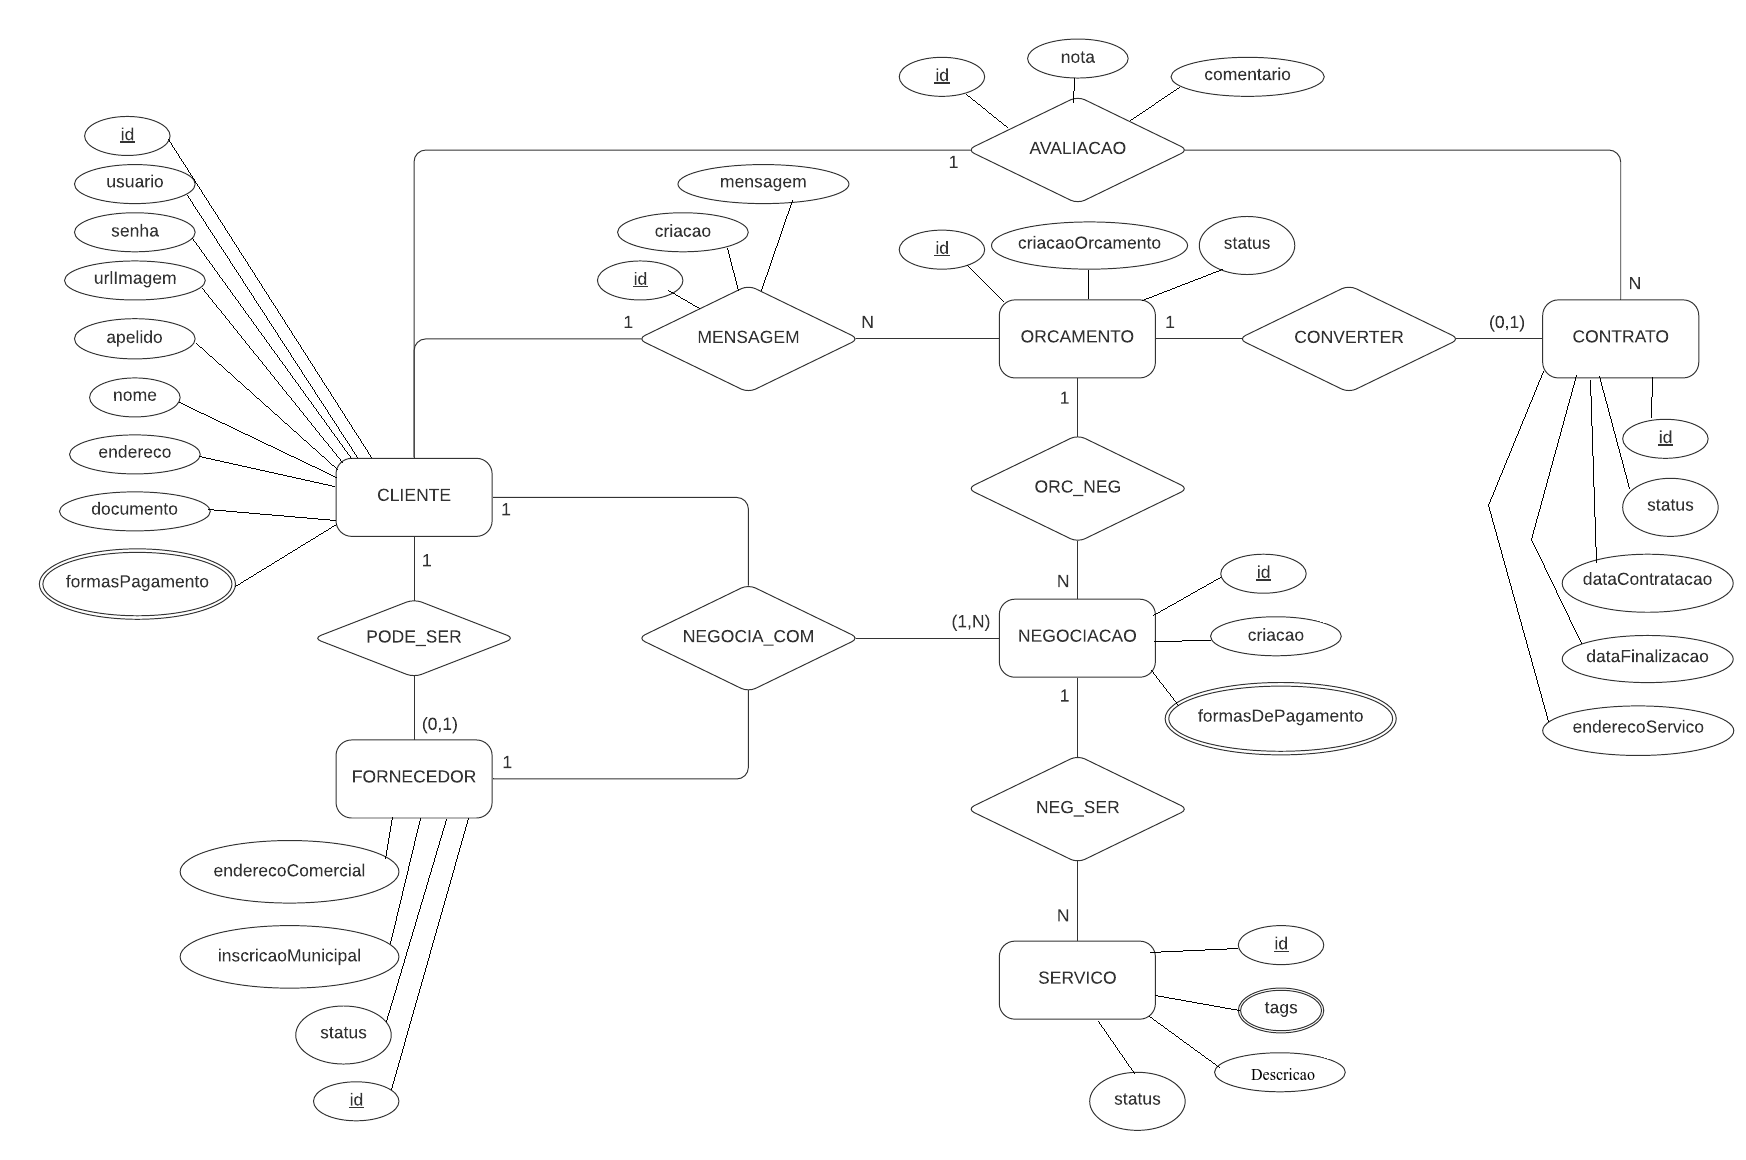 nota
id
comentario
id
AVALIACAO
1
usuario
mensagem
senha
criacao
id
criacaoOrcamento
status
urlImagem
id
N
1
N
1
(0,1)
apelido
MENSAGEM
ORCAMENTO
CONVERTER
CONTRATO
nome
1
id
endereco
CLIENTE
ORC_NEG
documento
1
status
1
formasPagamento
N
id
dataContratacao
PODE_SER
NEGOCIA_COM
(1,N)
NEGOCIACAO
criacao
dataFinalizacao
1
(0,1)
formasDePagamento
enderecoServico
1
FORNECEDOR
NEG_SER
enderecoComercial
N
id
inscricaoMunicipal
SERVICO
tags
status
Descricao
id
status